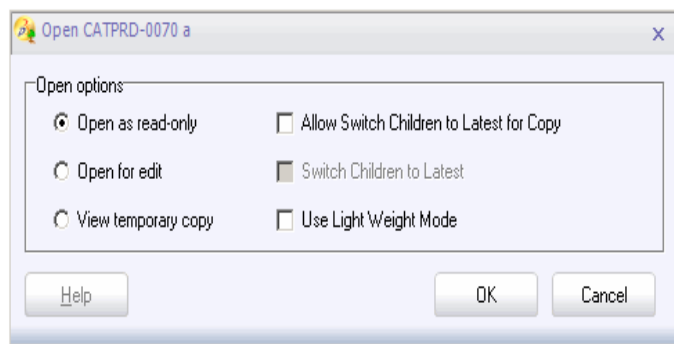 Open CATPRD-0070 a
X
Open options
Open as read-only
Allow Switch Children to Latest for Copy
Open for edit
Switch Children to Latest
View temporary copy
Use Light Weight Mode
Help
OK
Cancel